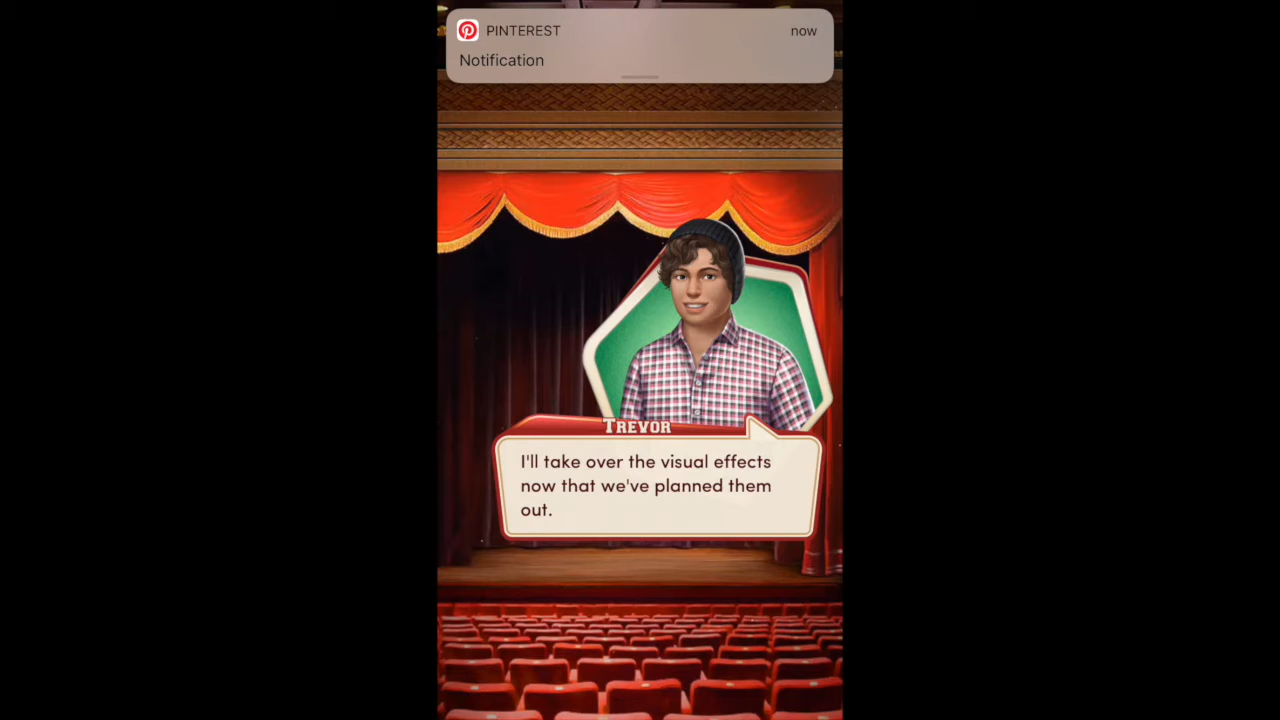 PINTEREST now
Notification
TREVOR
I'll take over the visual effects
now that we've planned them
out.